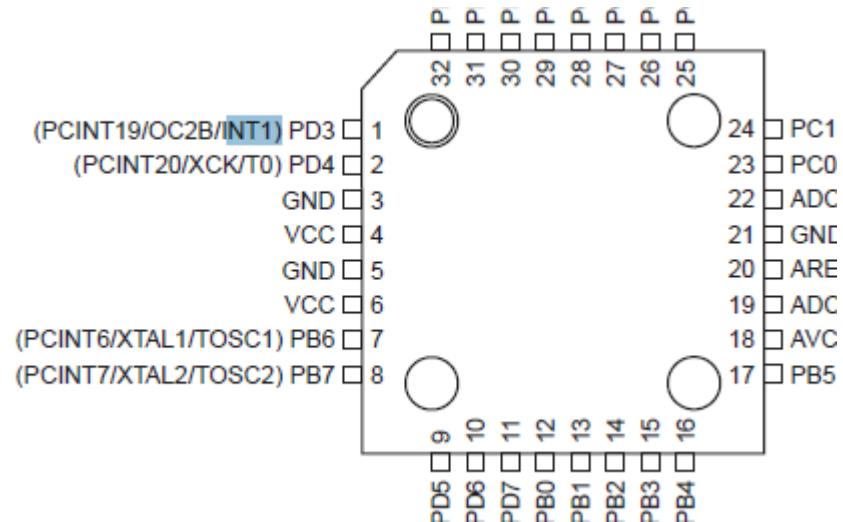 P P P P P P P P
32 31 30 29 28 27 26 25
(PCINT19/OC2B/INT1) PD3 1
(PCINT20/XCK/T0) PD4 2
GND 3
VCC 4
GND 5
VCC 6
(PCINT6/XTAL1/TOSC1) PB6 7
(PCINT7/XTAL2/TOSC2) PB7 8
24 PC1
23 PC0
22 ADC
21 GND
20 ARE
19 ADC
18 AVC
17 PB5
9 10 11 12 13 14 15 16
PD5 PD6 PD7 PB0 PB1 PB2 PB3 PB4